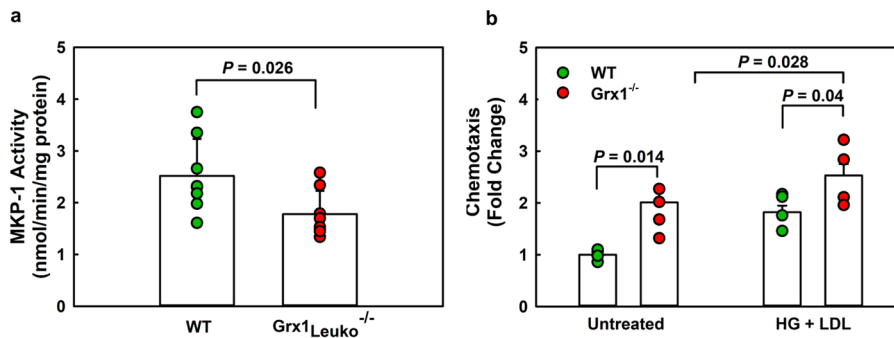 a
MKP-1 Activity
(nmol/min/mg protein)
5
4
3
2
1
0
P = 0.026
WT
Grx1Leuko-/-
b
Chemotaxis
(Fold Change)
5
4
3
2
1
0
WT
Grx1-/-
P = 0.028
P = 0.04
P = 0.014
Untreated
HG + LDL